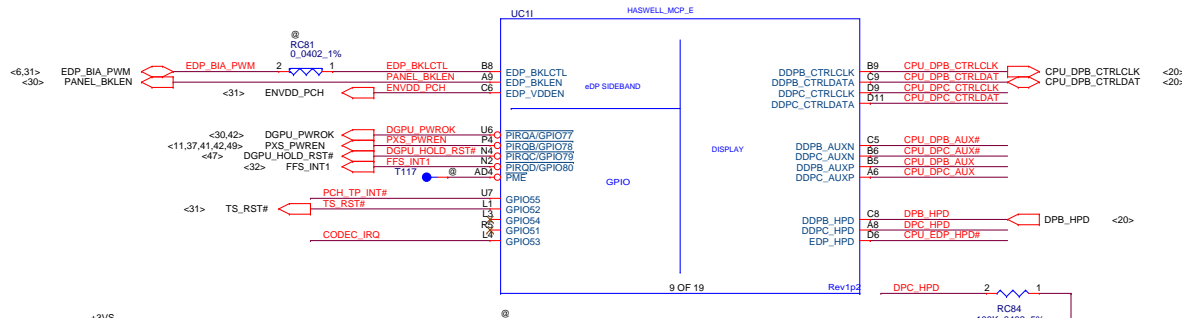 UC1I HASWELL_MCP_E
@
RC81
0_0402_1%
<6,31> EDP_BIA_PWM EDP_BIA_PWM 2 1 EDP_BKLCTL B8 EDP_BKLCTL
<30> PANEL_BKLEN PANEL_BKLEN A9 EDP_BKLEN
<31> ENVDD_PCH ENVDD_PCH C6 EDP_VDDEN
eDP SIDEBAND
DDPB_CTRLCLK B9 CPU_DPB_CTRLCLK CPU_DPB_CTRLCLK <20>
DDPB_CTRLDATA C9 CPU_DPB_CTRLDAT CPU_DPB_CTRLDAT <20>
DDPC_CTRLCLK D9 CPU_DPC_CTRLCLK
DDPC_CTRLDATA D11 CPU_DPC_CTRLDAT
<30,42> DGPU_PWROK DGPU_PWROK U6 PIRQA/GPIO77
<11,37,41,42,49> PXS_PWREN PXS_PWREN P4 PIRQB/GPIO78
<47> DGPU_HOLD_RST# DGPU_HOLD_RST# N4 PIRQC/GPIO79
<32> FFS_INT1 FFS_INT1 N2 PIRQD/GPIO80
T117 @ AD4 PME
DISPLAY
GPIO
DDPB_AUXN C5 CPU_DPB_AUX#
DDPC_AUXN B6 CPU_DPC_AUX#
DDPB_AUXP B5 CPU_DPB_AUX
DDPC_AUXP A6 CPU_DPC_AUX
PCH_TP_INT# U7 GPIO55
<31> TS_RST# TS_RST# L1 GPIO52
L3 GPIO54
R5 GPIO51
CODEC_IRQ L4 GPIO53
DDPB_HPD C8 DPB_HPD DPB_HPD <20>
DDPC_HPD A8 DPC_HPD
EDP_HPD D6 CPU_EDP_HPD#
9 OF 19 Rev1p2
DPC_HPD 2 1
RC84
@
+3VS